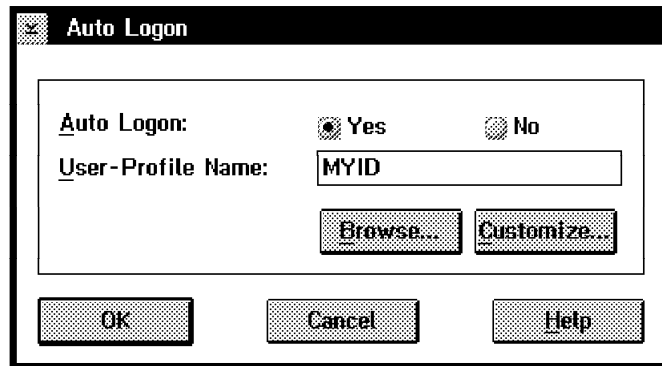 Auto Logon
Auto Logon: Yes No
User-Profile Name: MYID
Browse... Customize...
OK Cancel Help